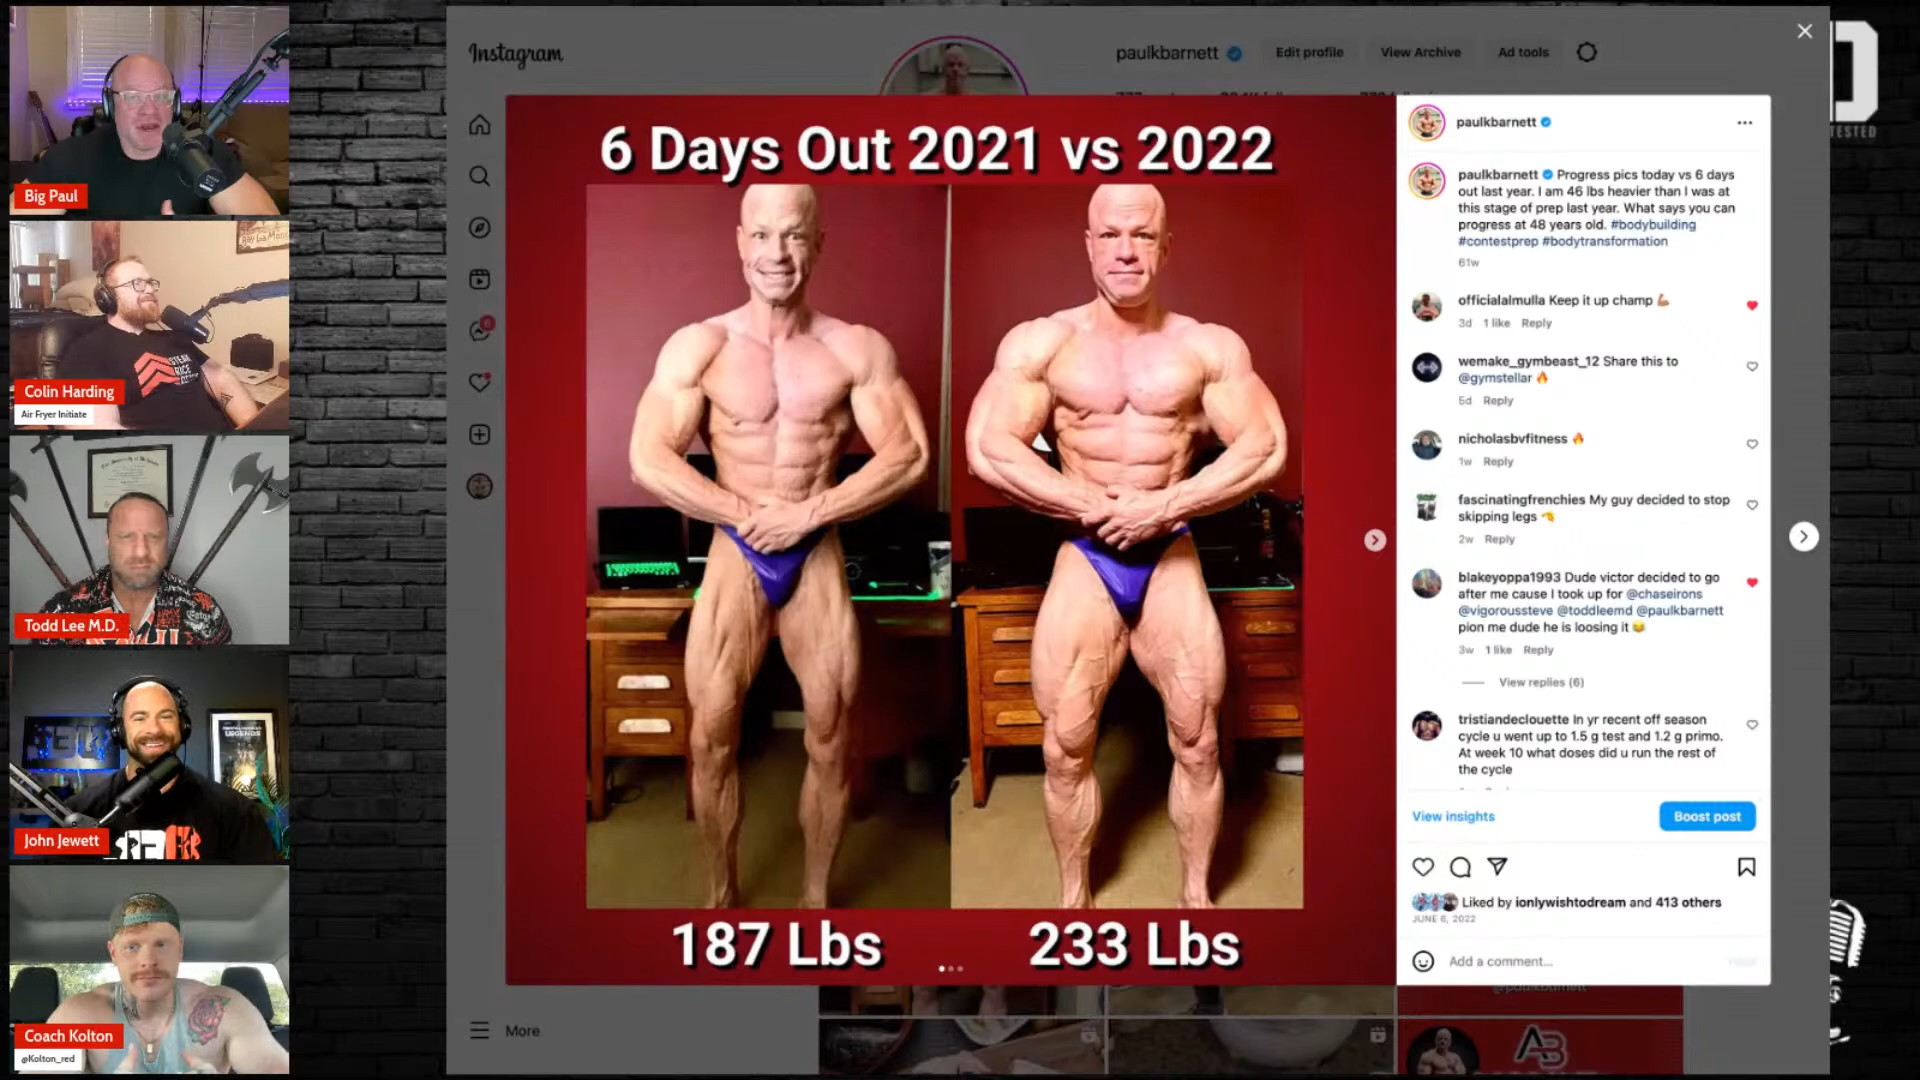 Big Paul
Colin Harding
Air Fryer Initiate
Todd Lee M.D.
John Jewett
Coach Kolton
@Kolton_red
Instagram
paulkbarnett
Edit profile
View Archive
Ad tools
6
More
6 Days Out 2021 vs 2022
187 Lbs
233 Lbs
paulkbarnett
paulkbarnett Progress pics today vs 6 days
out last year. I am 46 lbs heavier than I was at
this stage of prep last year. What says you can
progress at 48 years old. #bodybuilding
#contestprep #bodytransformation
61w
officialalmulla Keep it up champ 💪🏽
3d 1 like Reply
wemake_gymbeast_12 Share this to
@gymstellar 🔥
5d Reply
nicholasbvfitness 🔥
1w Reply
fascinatingfrenchies My guy decided to stop
skipping legs
2w Reply
blakeyoppa1993 Dude victor decided to go
after me cause I took up for @chaseirons
@vigoroussteve @toddleemd @paulkbarnett
pion me dude he is loosing it 😂
3w 1 like Reply
View replies (6)
tristiandeclouette In yr recent off season
cycle u went up to 1.5 g test and 1.2 g primo.
At week 10 what doses did u run the rest of
the cycle
View insights
Boost post
Liked by ionlywishtodream and 413 others
JUNE 6, 2022
Add a comment...
@paulkbarnett
AB
STEAK
RICE
LEGENDS
TESTED